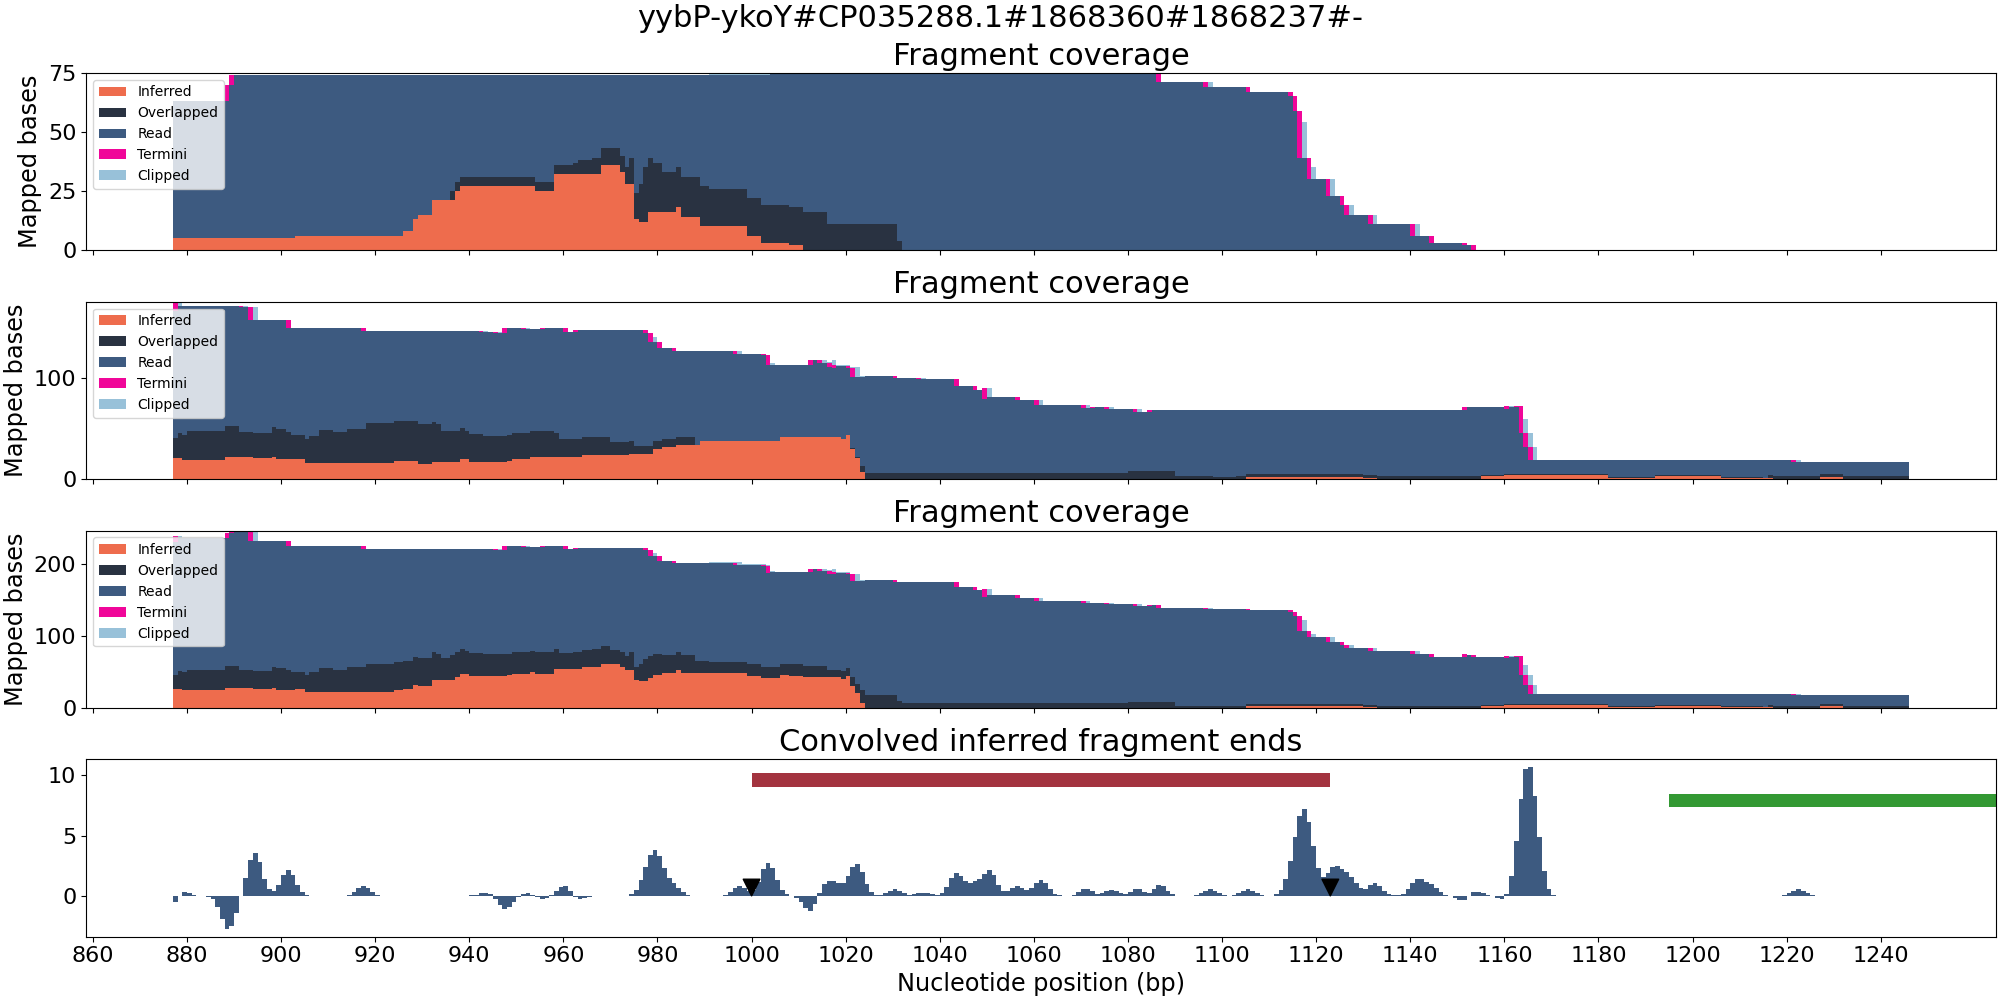 yybP-ykoY#CP035288.1#1868360#1868237#-
Fragment coverage
Mapped bases
75
50
25
0
Inferred
Overlapped
Read
Termini
Clipped
Fragment coverage
Mapped bases
100
0
Inferred
Overlapped
Read
Termini
Clipped
Fragment coverage
Mapped bases
200
100
0
Inferred
Overlapped
Read
Termini
Clipped
Convolved inferred fragment ends
10
5
0
860 880 900 920 940 960 980 1000 1020 1040 1060 1080 1100 1120 1140 1160 1180 1200 1220 1240
Nucleotide position (bp)